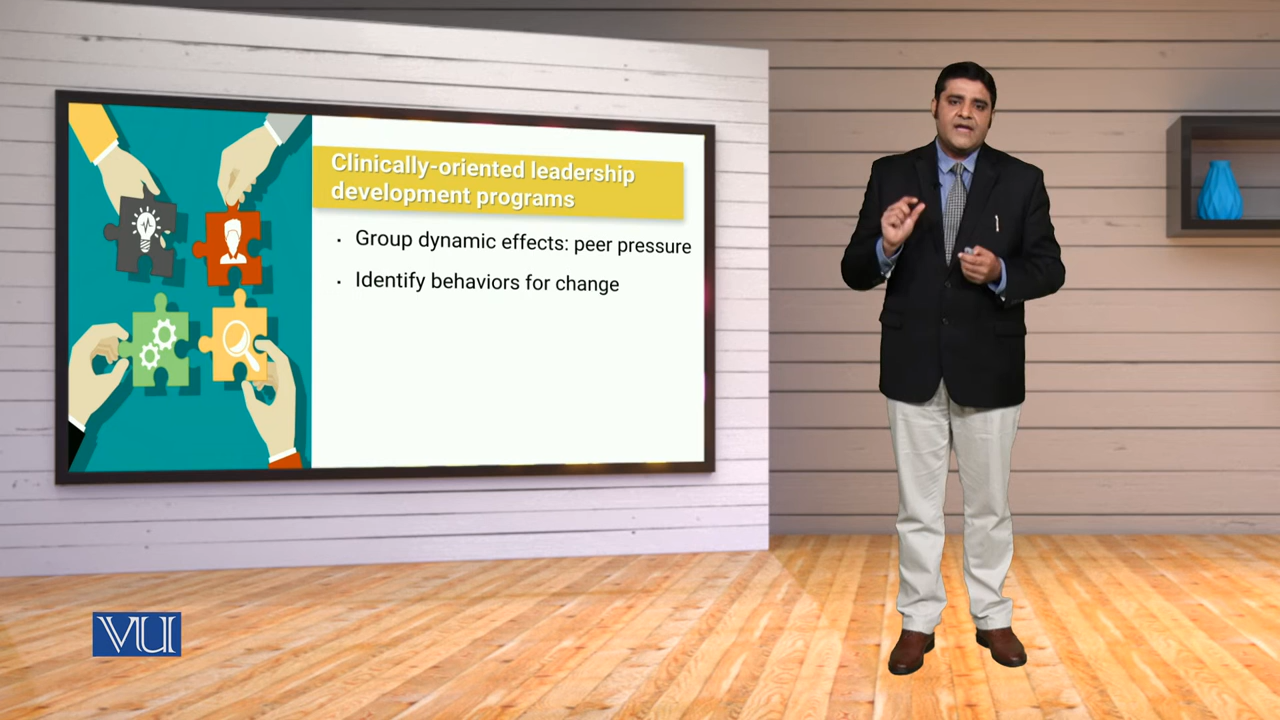 Clinically-oriented leadership
development programs
· Group dynamic effects: peer pressure
· Identify behaviors for change
VU